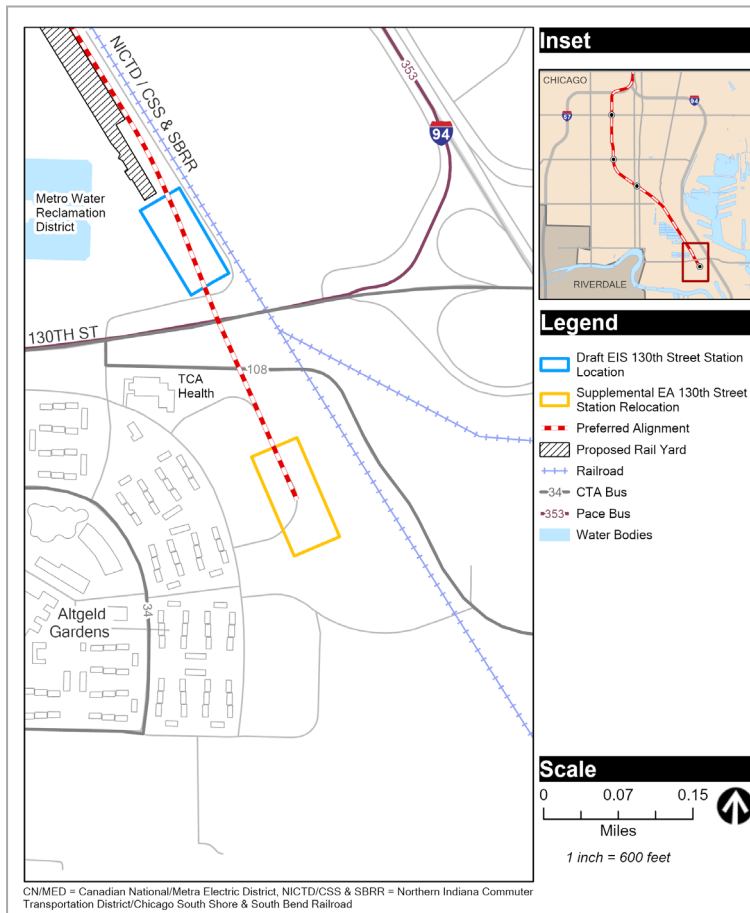 NICTD / CSS & SBRR
353
94
Metro Water
Reclamation
District
130TH ST
108
TCA
Health
Altgeld
Gardens
34
Inset
CHICAGO
57
94
RIVERDALE
Legend
Draft EIS 130th Street Station
Location
Supplemental EA 130th Street
Station Relocation
Preferred Alignment
Proposed Rail Yard
Railroad
34 CTA Bus
353 Pace Bus
Water Bodies
Scale
0 0.07 0.15
Miles
1 inch = 600 feet
CN/MED = Canadian National/Metra Electric District, NICTD/CSS & SBRR = Northern Indiana Commuter
Transportation District/Chicago South Shore & South Bend Railroad